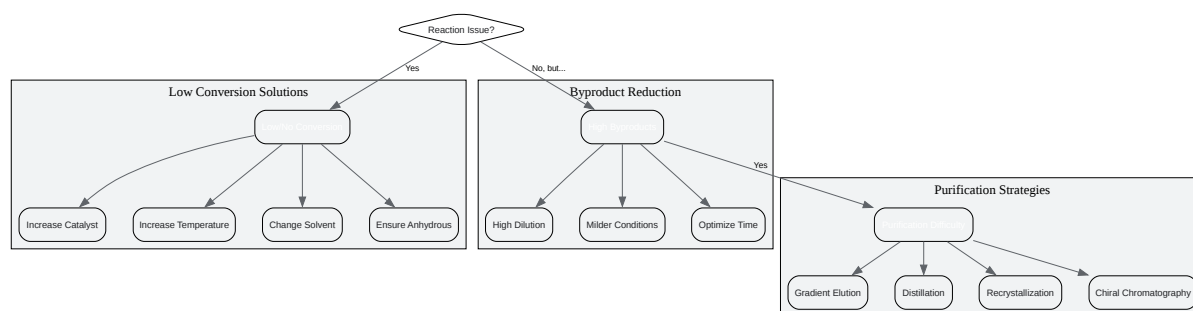 Reaction Issue?
Yes
No, but...
Low Conversion Solutions
Byproduct Reduction
Yes
Purification Strategies
Increase Catalyst
Increase Temperature
Change Solvent
Ensure Anhydrous
High Dilution
Milder Conditions
Optimize Time
Gradient Elution
Distillation
Recrystallization
Chiral Chromatography